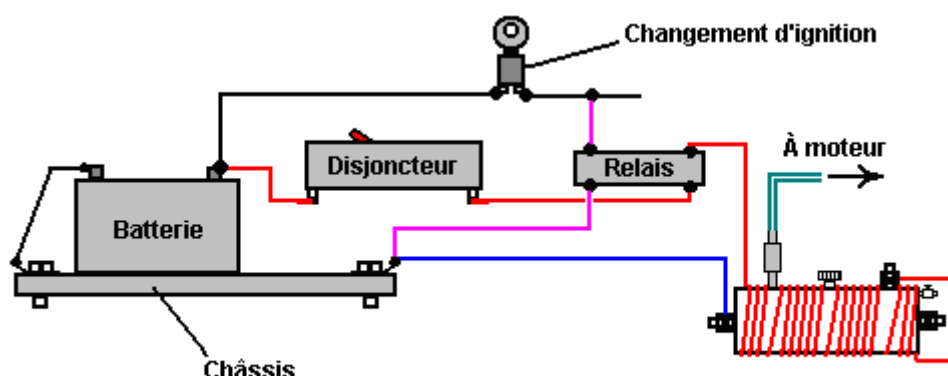 Changement d'ignition
Disjoncteur
Relais
À moteur
Batterie
Châssis